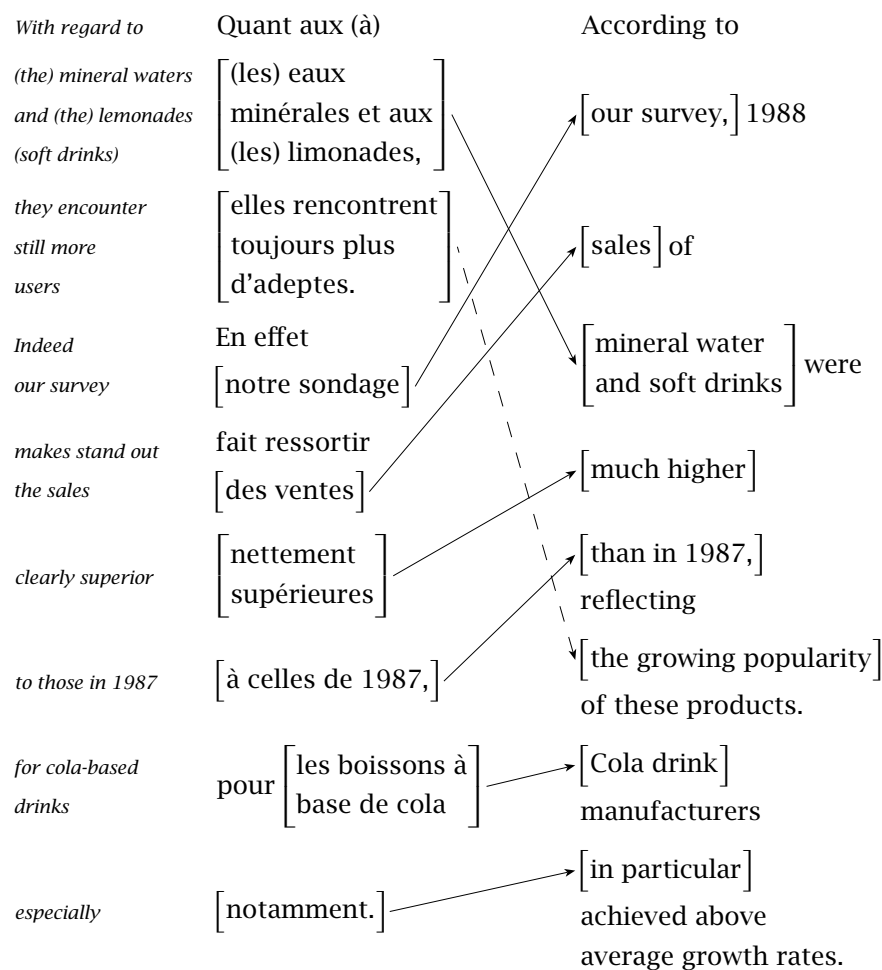 With regard to
Quant aux (à)
According to
(the) mineral waters
and (the) lemonades
(soft drinks)
[(les) eaux
minérales et aux
(les) limonades,]
[our survey,] 1988
they encounter
still more
users
[elles rencontrent
toujours plus
d’adeptes.]
[sales] of
Indeed
our survey
En effet
[notre sondage]
[mineral water
and soft drinks] were
makes stand out
the sales
fait ressortir
[des ventes]
[much higher]
clearly superior
[nettement
supérieures]
[than in 1987,]
reflecting
to those in 1987
[à celles de 1987,]
[the growing popularity]
of these products.
for cola-based
drinks
pour [les boissons à
base de cola]
[Cola drink]
manufacturers
especially
[notamment.]
[in particular]
achieved above
average growth rates.